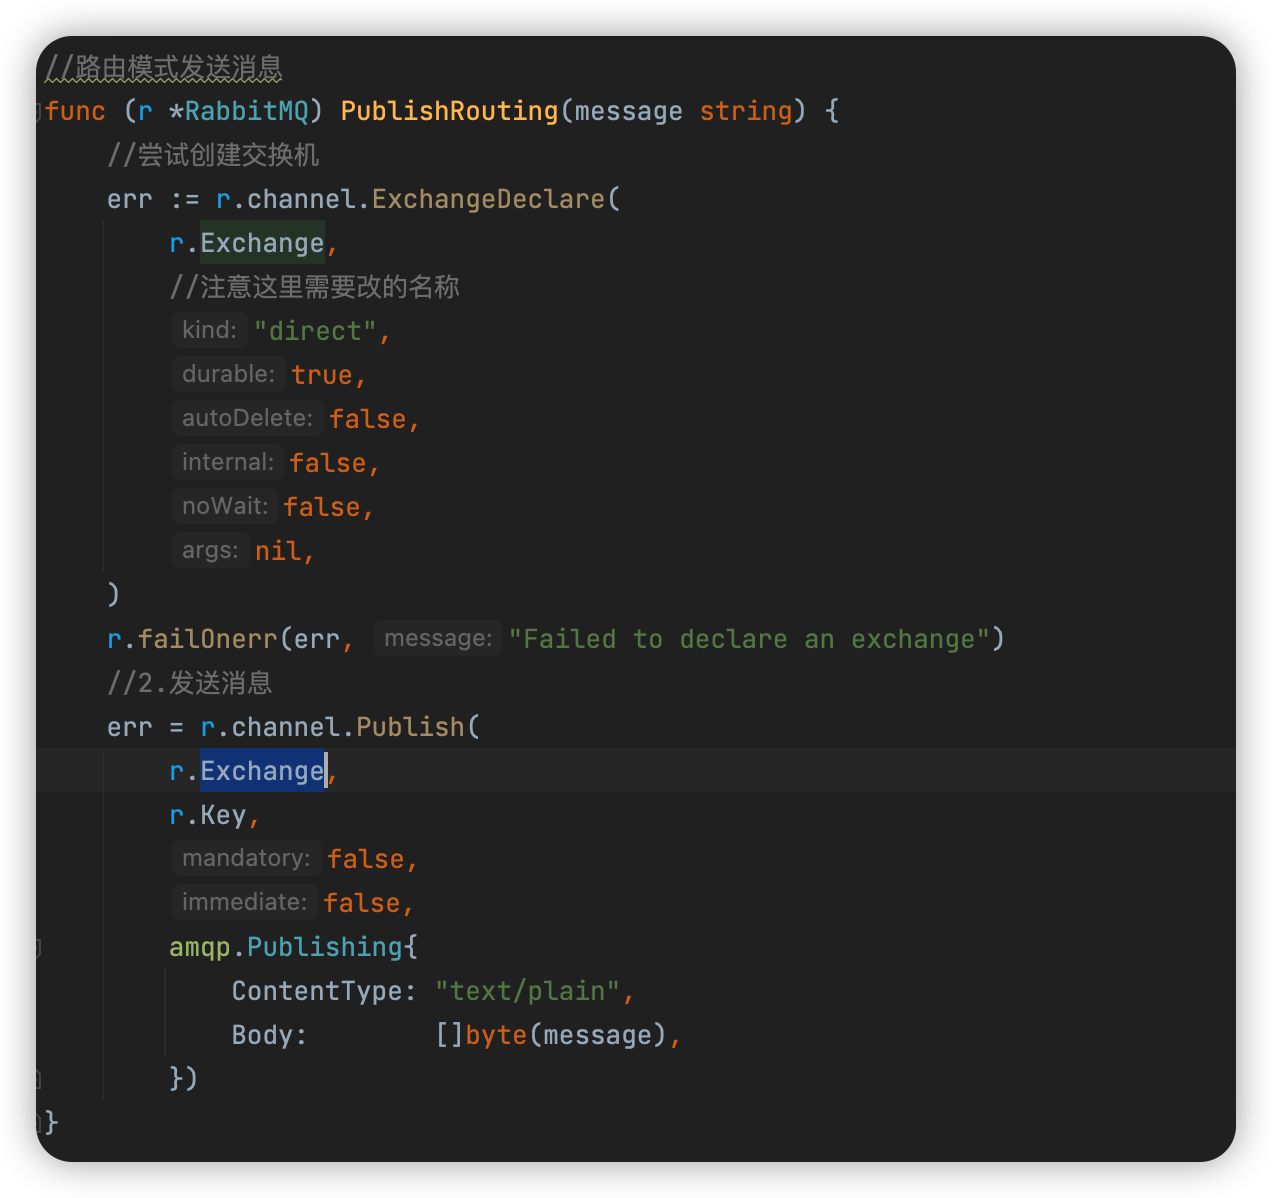 //路由模式发送消息
func (r *RabbitMQ) PublishRouting(message string) {
//尝试创建交换机
err := r.channel.ExchangeDeclare(
r.Exchange,
//注意这里需要改的名称
kind: "direct",
durable: true,
autoDelete: false,
internal: false,
noWait: false,
args: nil,
)
r.failOnerr(err, message: "Failed to declare an exchange")
//2.发送消息
err = r.channel.Publish(
r.Exchange,
r.Key,
mandatory: false,
immediate: false,
amqp.Publishing{
ContentType: "text/plain",
Body: []byte(message),
})
}